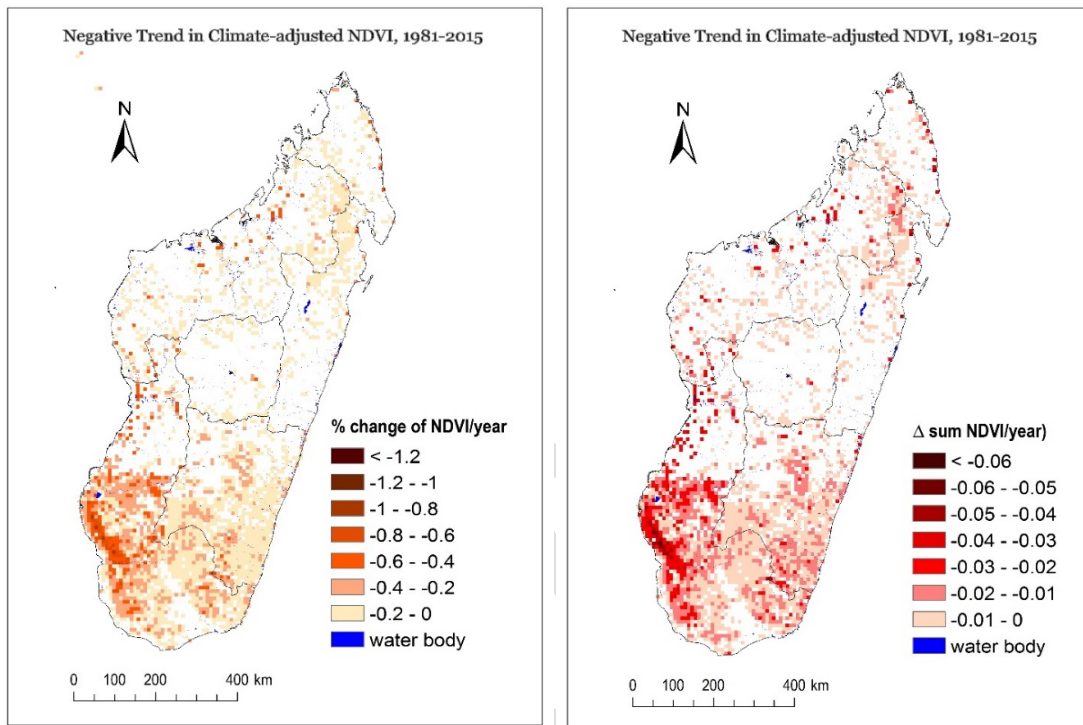 Negative Trend in Climate-adjusted NDVI, 1981-2015
N
% change of NDVI/year
< -1.2
-1.2 - -1
-1 - -0.8
-0.8 - -0.6
-0.6 - -0.4
-0.4 - -0.2
-0.2 - 0
water body
0 100 200 400 km
Negative Trend in Climate-adjusted NDVI, 1981-2015
N
Δ sum NDVI/year)
< -0.06
-0.06 - -0.05
-0.05 - -0.04
-0.04 - -0.03
-0.03 - -0.02
-0.02 - -0.01
-0.01 - 0
water body
0 100 200 400 km